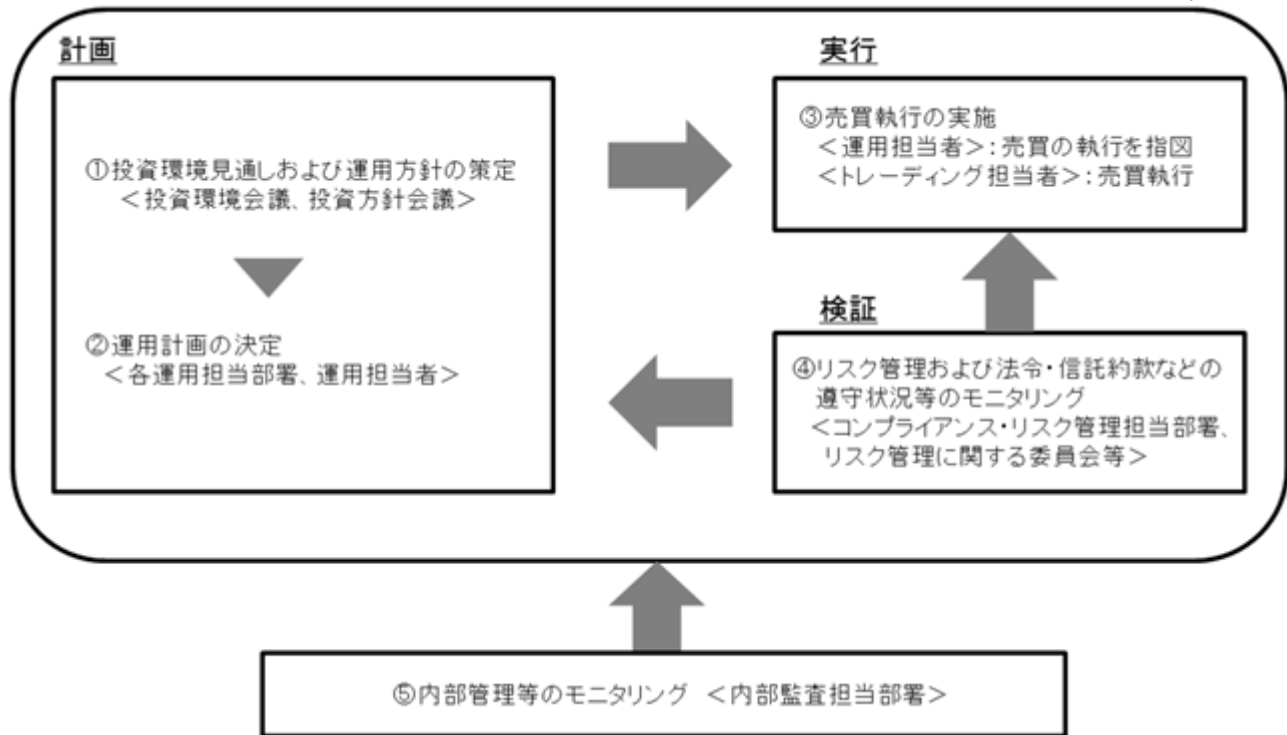 計画
①投資環境見通しおよび運用方針の策定
＜投資環境会議、投資方針会議＞
②運用計画の決定
＜各運用担当部署、運用担当者＞
実行
③売買執行の実施
＜運用担当者＞：売買の執行を指図
＜トレーディング担当者＞：売買執行
検証
④リスク管理および法令・信託約款などの
遵守状況等のモニタリング
＜コンプライアンス・リスク管理担当部署、
リスク管理に関する委員会等＞
⑤内部管理等のモニタリング ＜内部監査担当部署＞